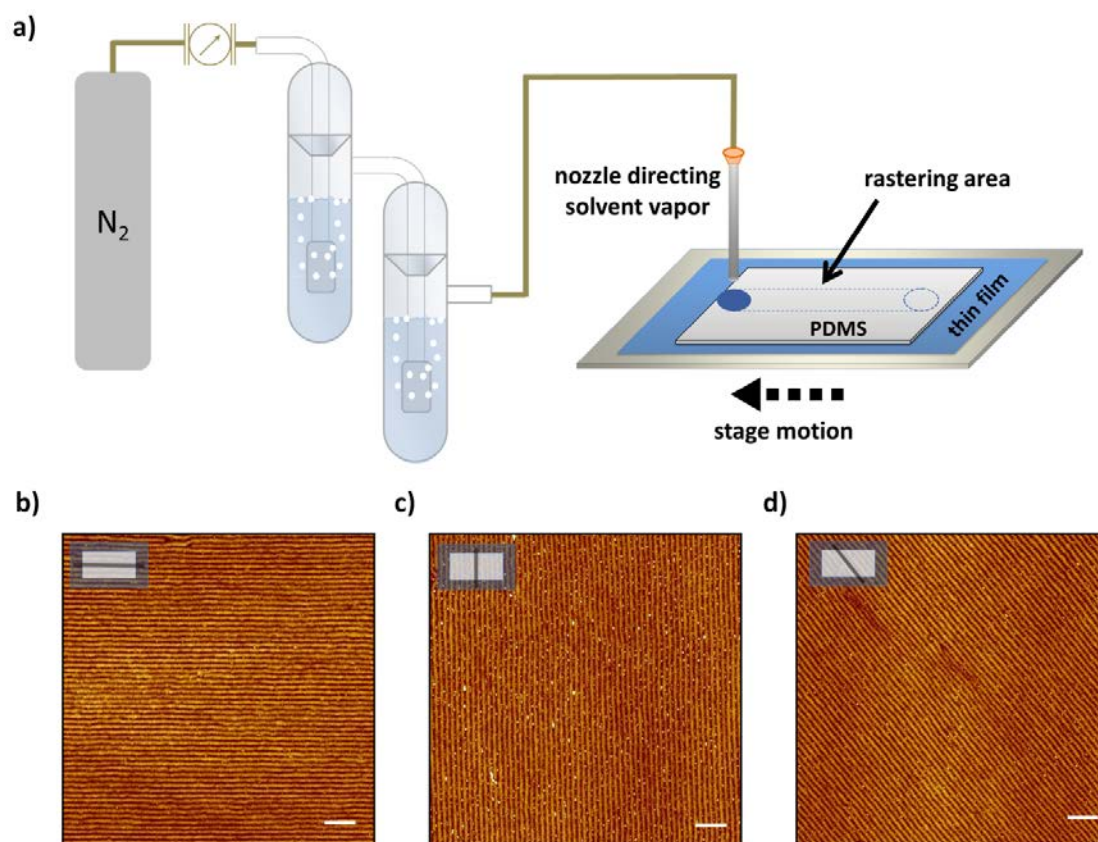 a)
N₂
nozzle directing
solvent vapor
rastering area
PDMS
thin film
stage motion
b)
c)
d)